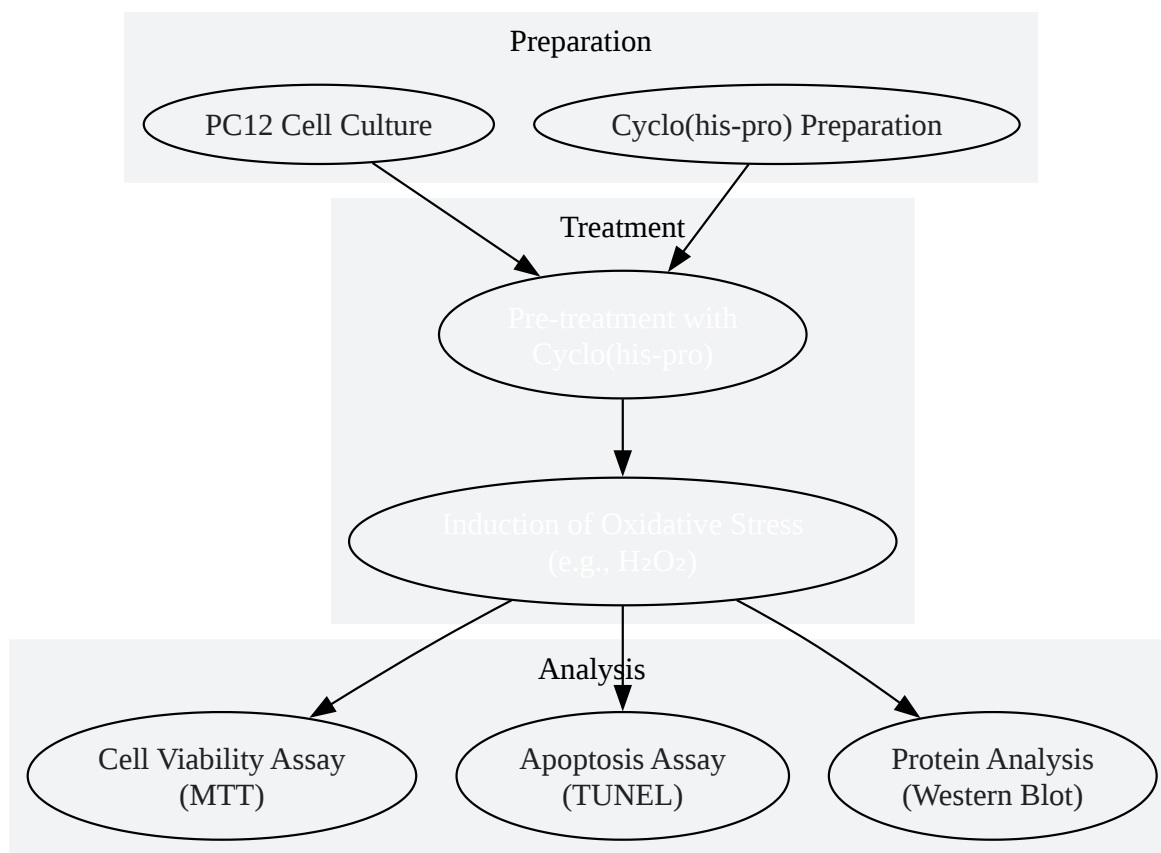 Preparation
PC12 Cell Culture
Cyclo(his-pro) Preparation
Treatment
Pre-treatment with
Cyclo(his-pro)
Induction of Oxidative Stress
(e.g., H₂O₂)
Analysis
Cell Viability Assay
(MTT)
Apoptosis Assay
(TUNEL)
Protein Analysis
(Western Blot)